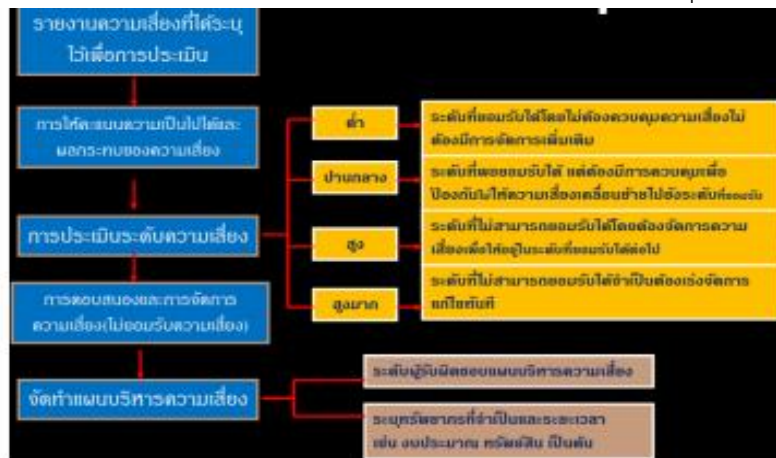 รายงานความเสี่ยงที่ได้ระบุ
ไว้เพื่อการประเมิน
การให้คะแนนความเป็นไปได้และ
ผลกระทบของความเสี่ยง
การประเมินระดับความเสี่ยง
การตอบสนองและการจัดการ
ความเสี่ยง(ไม่ยอมรับความเสี่ยง)
จัดทำแผนบริหารความเสี่ยง
ต่ำ
ระดับที่ยอมรับได้โดยไม่ต้องควบคุมความเสี่ยงไม่
ต้องมีการจัดการเพิ่มเติม
ปานกลาง
ระดับที่พอยอมรับได้ แต่ต้องมีการควบคุมเพื่อ
ป้องกันไม่ให้ความเสี่ยงเคลื่อนย้ายไปยังระดับที่ยอมรับ
สูง
ระดับที่ไม่สามารถยอมรับได้โดยต้องจัดการความ
เสี่ยงเพื่อให้อยู่ในระดับที่ยอมรับได้ต่อไป
สูงมาก
ระดับที่ไม่สามารถยอมรับได้จำเป็นต้องเร่งจัดการ
แก้ไขทันที
ระดับผู้รับผิดชอบแผนบริหารความเสี่ยง
ระบุทรัพยากรที่จำเป็นและระยะเวลา
เช่น งบประมาณ ทรัพย์สิน เป็นต้น